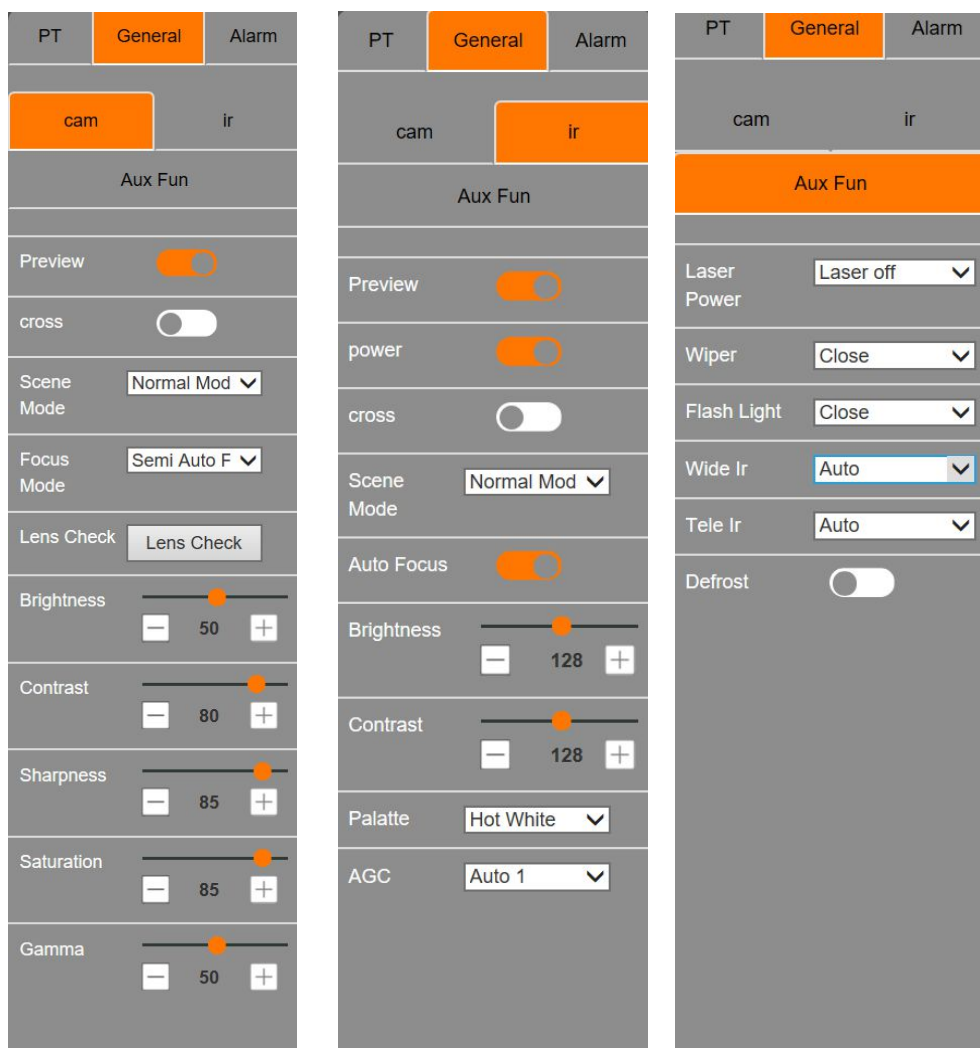 PT General Alarm
cam ir
Aux Fun
Preview
cross
Scene Mode Normal Mod
Focus Mode Semi Auto F
Lens Check Lens Check
Brightness
50
Contrast
80
Sharpness
85
Saturation
85
Gamma
50
PT General Alarm
cam ir
Aux Fun
Preview
power
cross
Scene Mode Normal Mod
Auto Focus
Brightness
128
Contrast
128
Palatte Hot White
AGC Auto 1
PT General Alarm
cam ir
Aux Fun
Laser Power Laser off
Wiper Close
Flash Light Close
Wide Ir Auto
Tele Ir Auto
Defrost